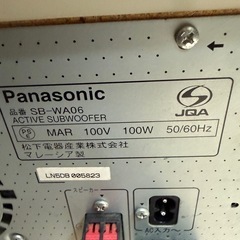 Panasonic
品番 SB-WA06
ACTIVE SUBWOOFER
JQA
PS E MAR 100V 100W 50/60Hz
松下電器産業株式会社
マレーシア製
LN5DB005823
スピーカー
AC入力〜